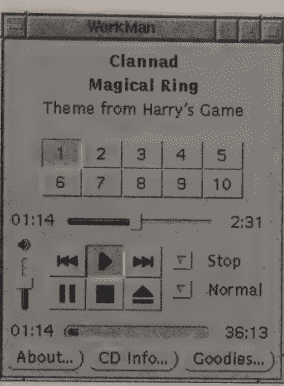 WorkMan
Clannad
Magical Ring
Theme from Harry's Game
1 2 3 4 5
6 7 8 9 10
01:14 2:31
Stop
Normal
01:14 36:13
About... CD Info... Goodies...